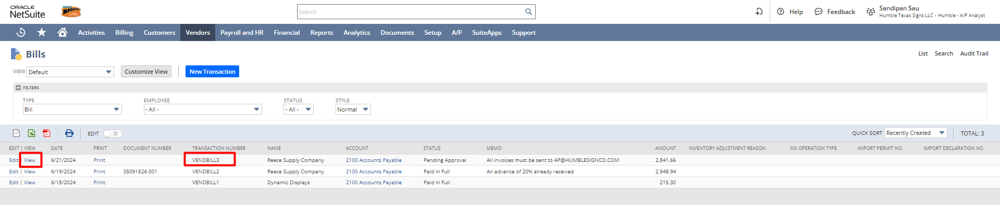 ORACLE
NetSuite
SIGNCO
Search
Help
Feedback
Sandipan Sau
Humble Texas Signs LLC - Humble - A/P Analyst
Activities Billing Customers Vendors Payroll and HR Financial Reports Analytics Documents Setup A/P SuiteApps Support
Bills
List Search Audit Trail
VIEW Default Customize View New Transaction
FILTERS
TYPE EMPLOYEE STATUS STYLE
Bill - All - - All - Normal
EDIT QUICK SORT Recently Created TOTAL: 3
EDIT | VIEW DATE PRINT DOCUMENT NUMBER TRANSACTION NUMBER NAME ACCOUNT STATUS MEMO AMOUNT INVENTORY ADJUSTMENT REASON MX OPERATION TYPE IMPORT PERMIT NO. IMPORT DECLARATION NO.
Edit | View 6/21/2024 Print VENDBILL3 Reece Supply Company 2100 Accounts Payable Pending Approval All invoices must be sent to AP@HUMBLESIGNCO.COM 2,841.66
Edit | View 6/19/2024 Print S5091526.001 VENDBILL2 Reece Supply Company 2100 Accounts Payable Paid In Full An advance of 20% already received 2,948.94
Edit | View 6/18/2024 Print VENDBILL1 Dynamic Displays 2100 Accounts Payable Paid In Full 215.30